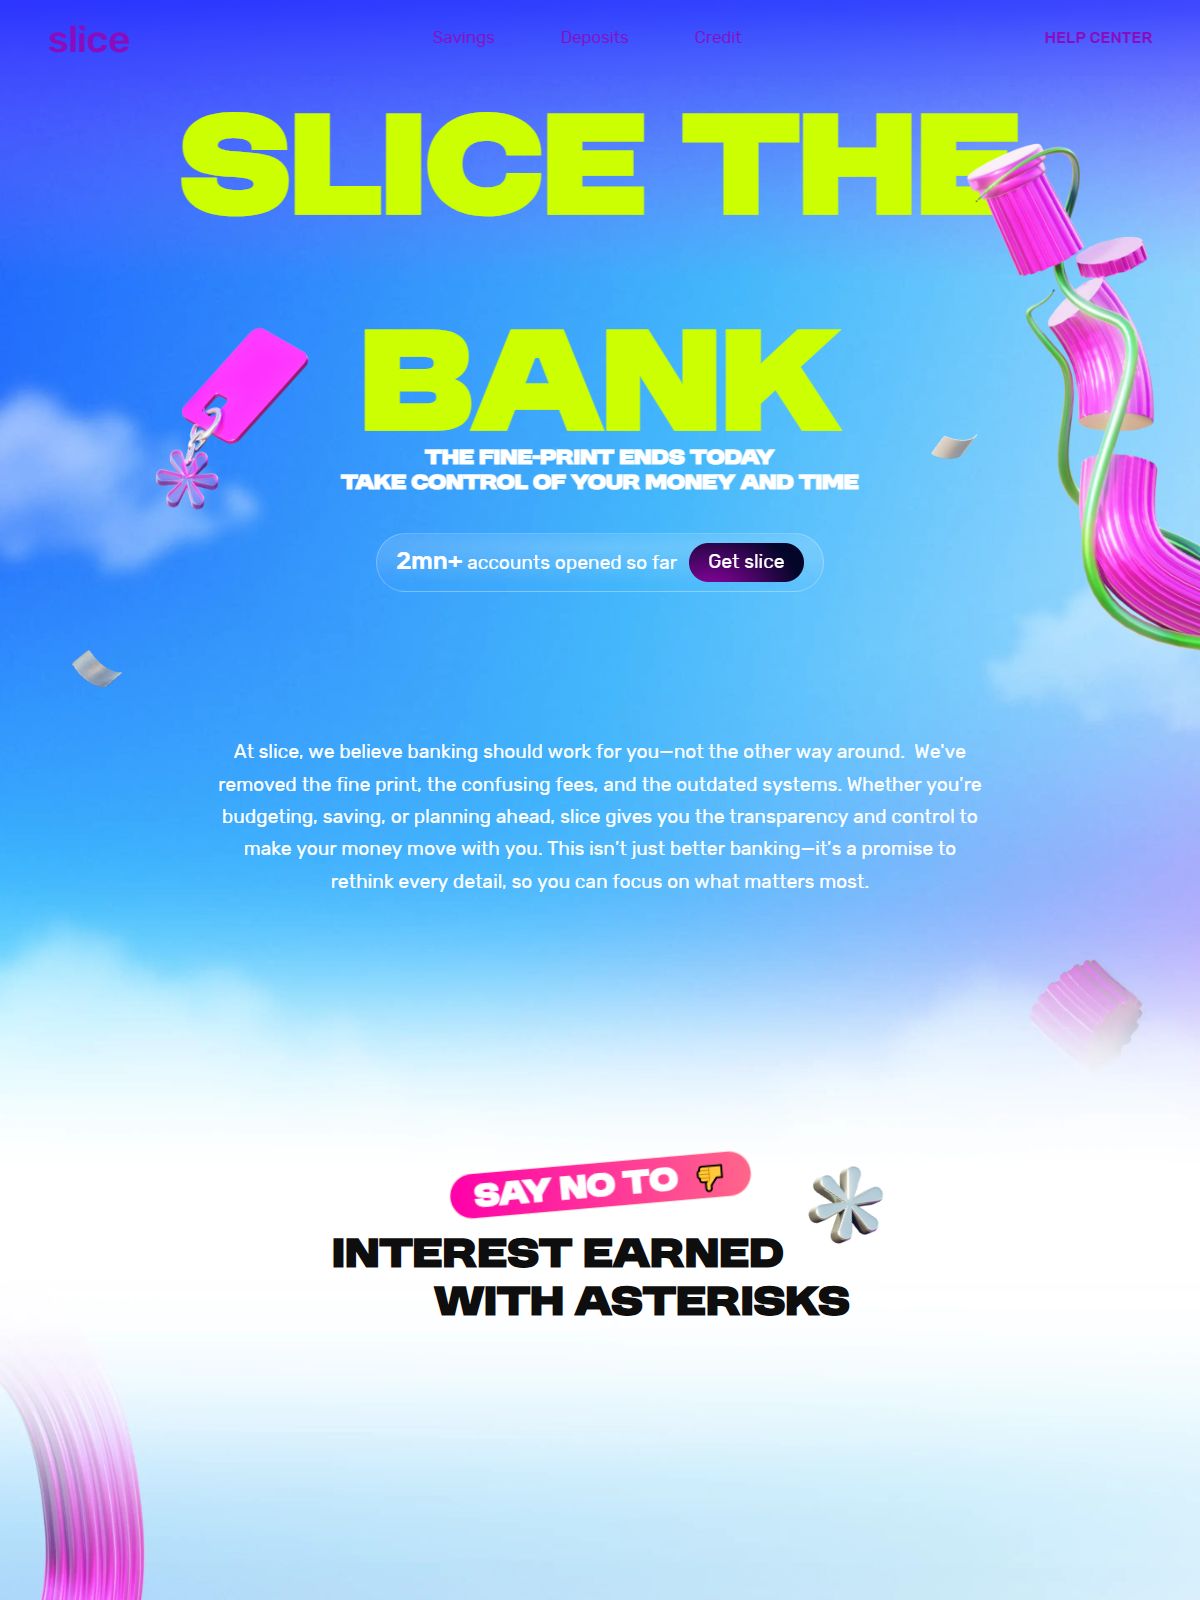 slice
Savings Deposits Credit
HELP CENTER
SLICE THE
BANK
THE FINE-PRINT ENDS TODAY
TAKE CONTROL OF YOUR MONEY AND TIME
2mn+ accounts opened so far Get slice
At slice, we believe banking should work for you—not the other way around.  We've
removed the fine print, the confusing fees, and the outdated systems. Whether you're
budgeting, saving, or planning ahead, slice gives you the transparency and control to
make your money move with you. This isn't just better banking—it's a promise to
rethink every detail, so you can focus on what matters most.
SAY NO TO 👎
INTEREST EARNED
WITH ASTERISKS